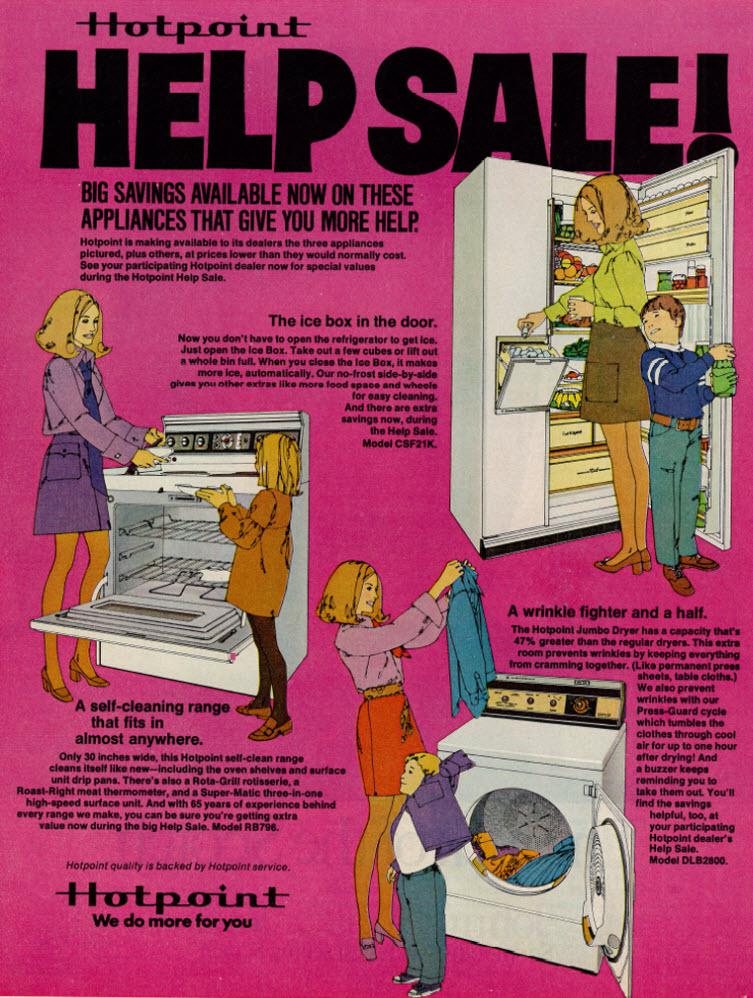 Hotpoint
HELP SALE!
BIG SAVINGS AVAILABLE NOW ON THESE
APPLIANCES THAT GIVE YOU MORE HELP.
Hotpoint is making available to its dealers the three appliances
pictured, plus others, at prices lower than they would normally cost.
See your participating Hotpoint dealer now for special values
during the Hotpoint Help Sale.
The ice box in the door.
Now you don't have to open the refrigerator to get ice.
Just open the Ice Box. Take out a few cubes or lift out
a whole bin full. When you close the Ice Box, it makes
more ice, automatically. Our no-frost side-by-side
gives you other extras like more food space and wheels
for easy cleaning.
And there are extra
savings now, during
the Help Sale.
Model CSF21K.
A self-cleaning range
that fits in
almost anywhere.
Only 30 inches wide, this Hotpoint self-clean range
cleans itself like new—including the oven shelves and surface
unit drip pans. There's also a Rota-Grill rotisserie, a
Roast-Right meat thermometer, and a Super-Matic three-in-one
high-speed surface unit. And with 65 years of experience behind
every range we make, you can be sure you're getting extra
value now during the big Help Sale. Model RB796.
A wrinkle fighter and a half.
The Hotpoint Jumbo Dryer has a capacity that's
47% greater than the regular dryers. This extra
room prevents wrinkles by keeping everything
from cramming together. (Like permanent press
sheets, table cloths.)
We also prevent
wrinkles with our
Press-Guard cycle
which tumbles the
clothes through cool
air for up to one hour
after drying! And
a buzzer keeps
reminding you to
take them out. You'll
find the savings
helpful, too, at
your participating
Hotpoint dealer's
Help Sale.
Model DLB2800.
Hotpoint quality is backed by Hotpoint service.
Hotpoint
We do more for you